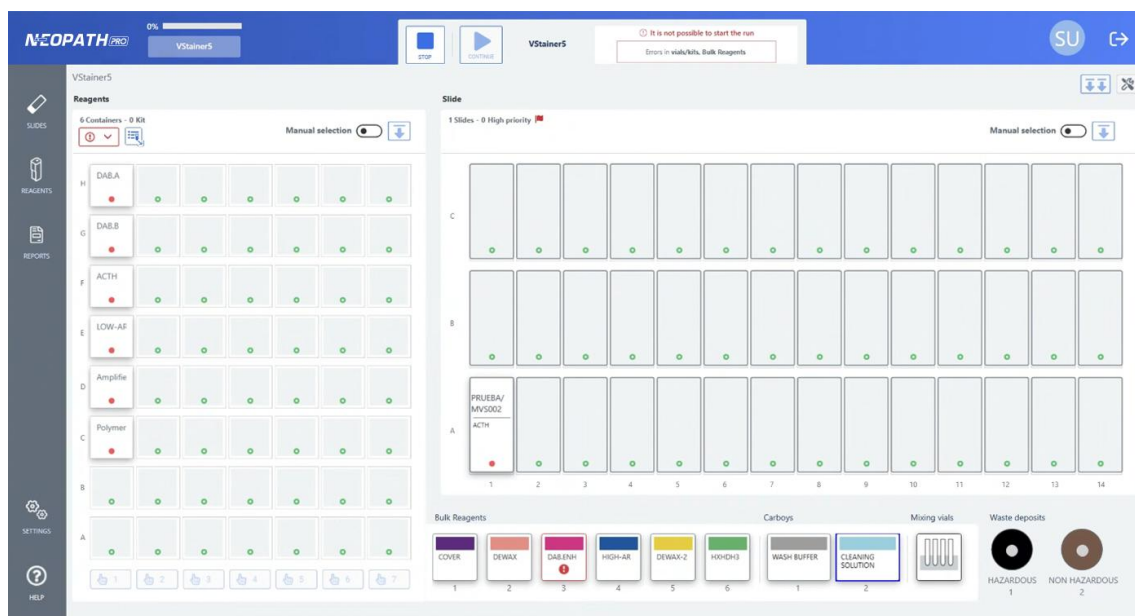 NEOPATH PRO
0%
VStainer5
STOP
CONTINUE
VStainer5
It is not possible to start the run
Errors in vials/kits, Bulk Reagents
SU
SLIDES
REAGENTS
REPORTS
SETTINGS
HELP
VStainer5
Reagents
6 Containers - 0 Kit
Manual selection
H
DAB.A
G
DAB.B
F
ACTH
E
LOW-AF
D
Amplifie
C
Polymer
B
A
1 2 3 4 5 6 7
Slide
1 Slides - 0 High priority
Manual selection
C
B
A
PRUEBA/
MVS002
ACTH
1 2 3 4 5 6 7 8 9 10 11 12 13 14
Bulk Reagents
COVER
DEWAX
DAB.ENH
HIGH-AR
DEWAX-2
HXHDH3
1 2 3 4 5 6
Carboys
WASH BUFFER
CLEANING
SOLUTION
1 2
Mixing vials
Waste deposits
HAZARDOUS
1
NON HAZARDOUS
2